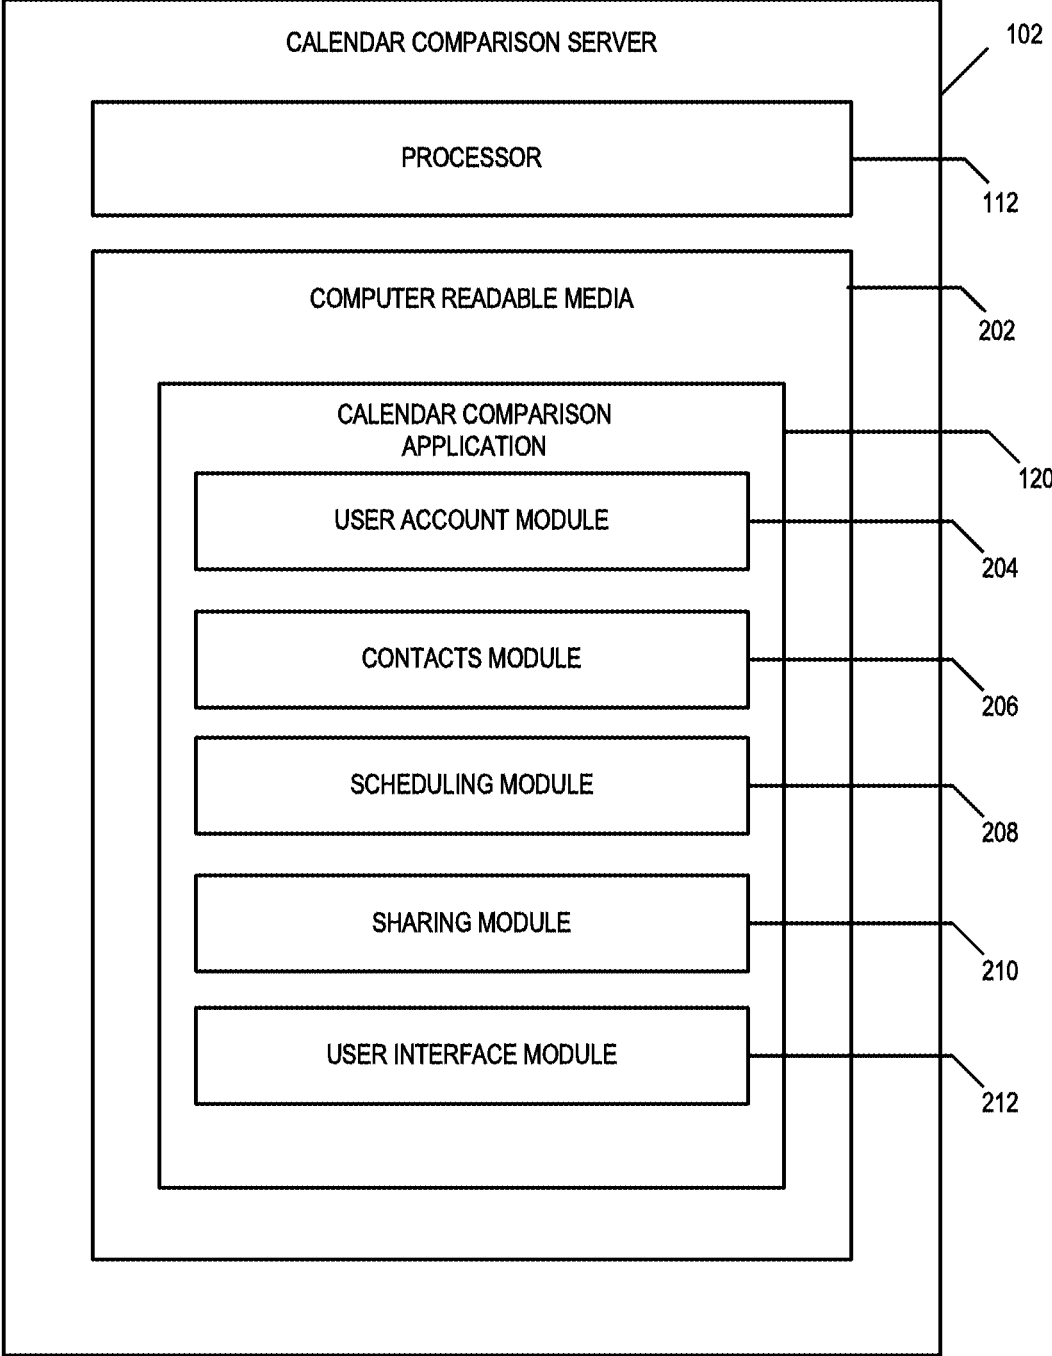 CALENDAR COMPARISON SERVER
102
PROCESSOR
112
COMPUTER READABLE MEDIA
202
CALENDAR COMPARISON
APPLICATION
120
USER ACCOUNT MODULE
204
CONTACTS MODULE
206
SCHEDULING MODULE
208
SHARING MODULE
210
USER INTERFACE MODULE
212